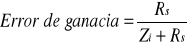 Error de ganacia = Rs / (Zi + Rs)